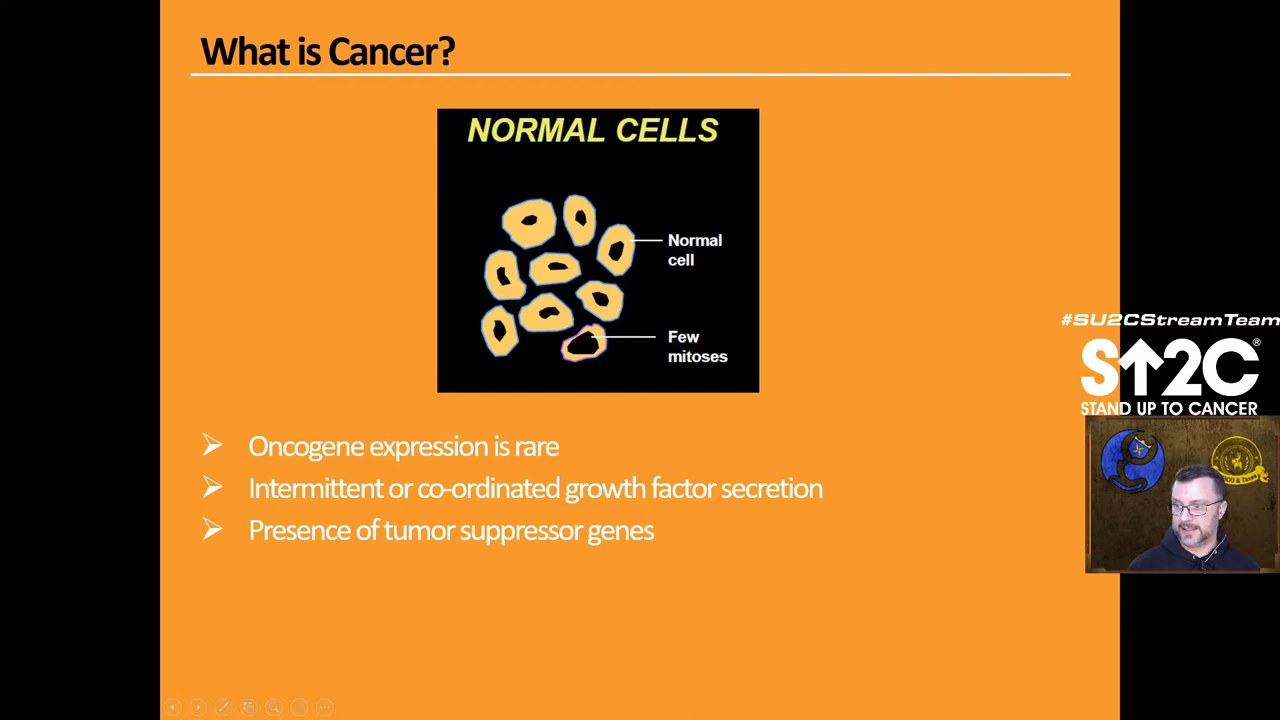 What is Cancer?
NORMAL CELLS
Normal
cell
Few
mitoses
Oncogene expression is rare
Intermittent or co-ordinated growth factor secretion
Presence of tumor suppressor genes
#SU2CStreamTeam
S↑2C®
STAND UP TO CANCER